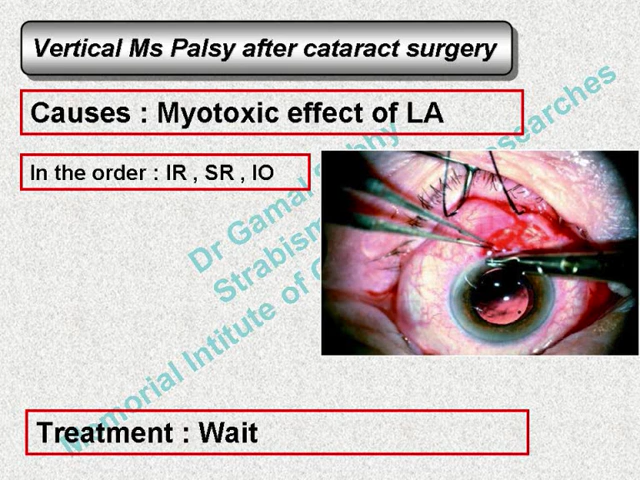 Vertical Ms Palsy after cataract surgery
Causes : Myotoxic effect of LA
In the order : IR , SR , IO
Dr Gamal
Strabism
Memorial Intitute of
searches
Treatment : Wait